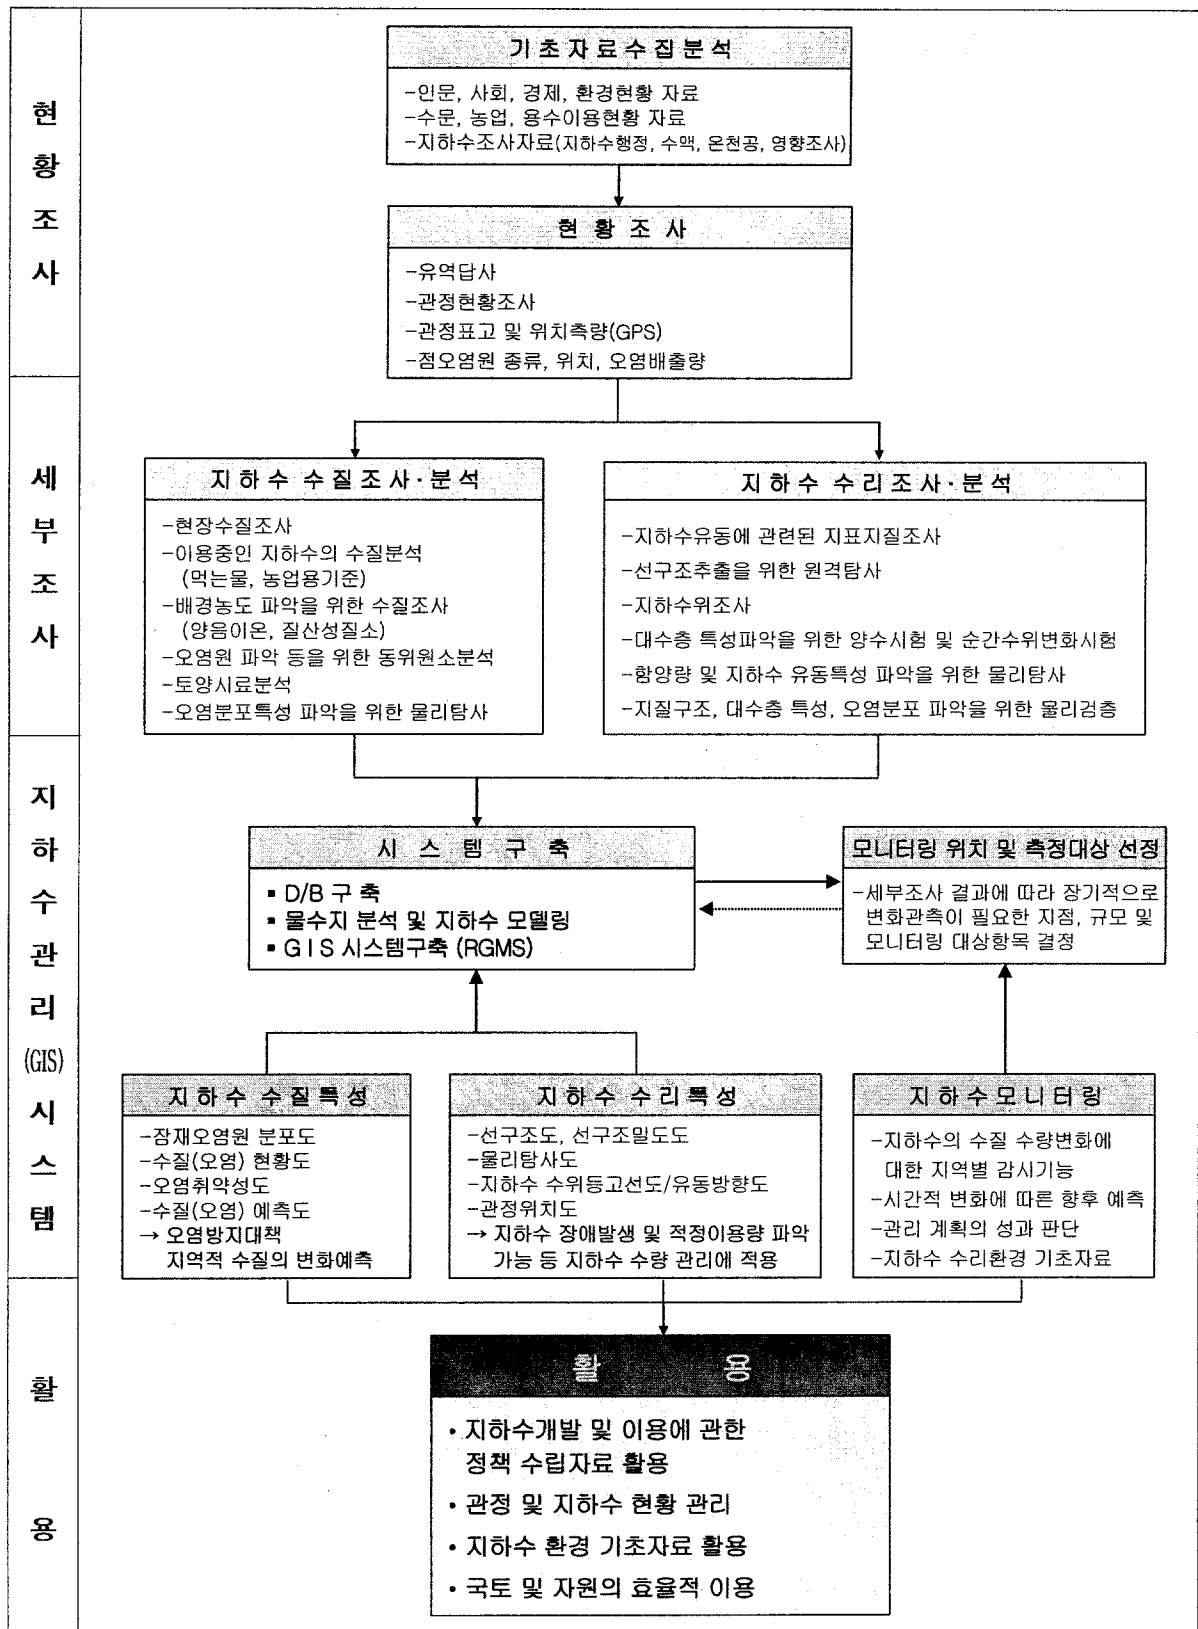 현
황
조
사
기초자료수집분석
-인문, 사회, 경제, 환경현황 자료
-수문, 농업, 용수이용현황 자료
-지하수조사자료(지하수행정, 수맥, 온천공, 영향조사)
현 황 조 사
-유역답사
-관정현황조사
-관정표고 및 위치측량(GPS)
-점오염원 종류, 위치, 오염배출량
세
부
조
사
지하수 수질조사·분석
-현장수질조사
-이용중인 지하수의 수질분석
(먹는물, 농업용기준)
-배경농도 파악을 위한 수질조사
(양음이온, 질산성질소)
-오염원 파악 등을 위한 동위원소분석
-토양시료분석
-오염분포특성 파악을 위한 물리탐사
지하수 수리조사·분석
-지하수유동에 관련된 지표지질조사
-선구조추출을 위한 원격탐사
-지하수위조사
-대수층 특성파악을 위한 양수시험 및 순간수위변화시험
-함양량 및 지하수 유동특성 파악을 위한 물리탐사
-지질구조, 대수층 특성, 오염분포 파악을 위한 물리검층
지
하
수
관
리
(GIS)
시
스
템
시 스 템 구 축
▪ D/B 구 축
▪ 물수지 분석 및 지하수 모델링
▪ G I S 시스템구축 (RGMS)
모니터링 위치 및 측정대상 선정
-세부조사 결과에 따라 장기적으로
변화관측이 필요한 지점, 규모 및
모니터링 대상항목 결정
지하수 수질특성
-잠재오염원 분포도
-수질(오염) 현황도
-오염취약성도
-수질(오염) 예측도
→ 오염방지대책
지역적 수질의 변화예측
지하수 수리특성
-선구조도, 선구조밀도도
-물리탐사도
-지하수 수위등고선도/유동방향도
-관정위치도
→ 지하수 장애발생 및 적정이용량 파악
가능 등 지하수 수량 관리에 적용
지하수모니터링
-지하수의 수질 수량변화에
대한 지역별 감시기능
-시간적 변화에 따른 향후 예측
-관리 계획의 성과 판단
-지하수 수리환경 기초자료
활
용
활 용
• 지하수개발 및 이용에 관한
정책 수립자료 활용
• 관정 및 지하수 현황 관리
• 지하수 환경 기초자료 활용
• 국토 및 자원의 효율적 이용